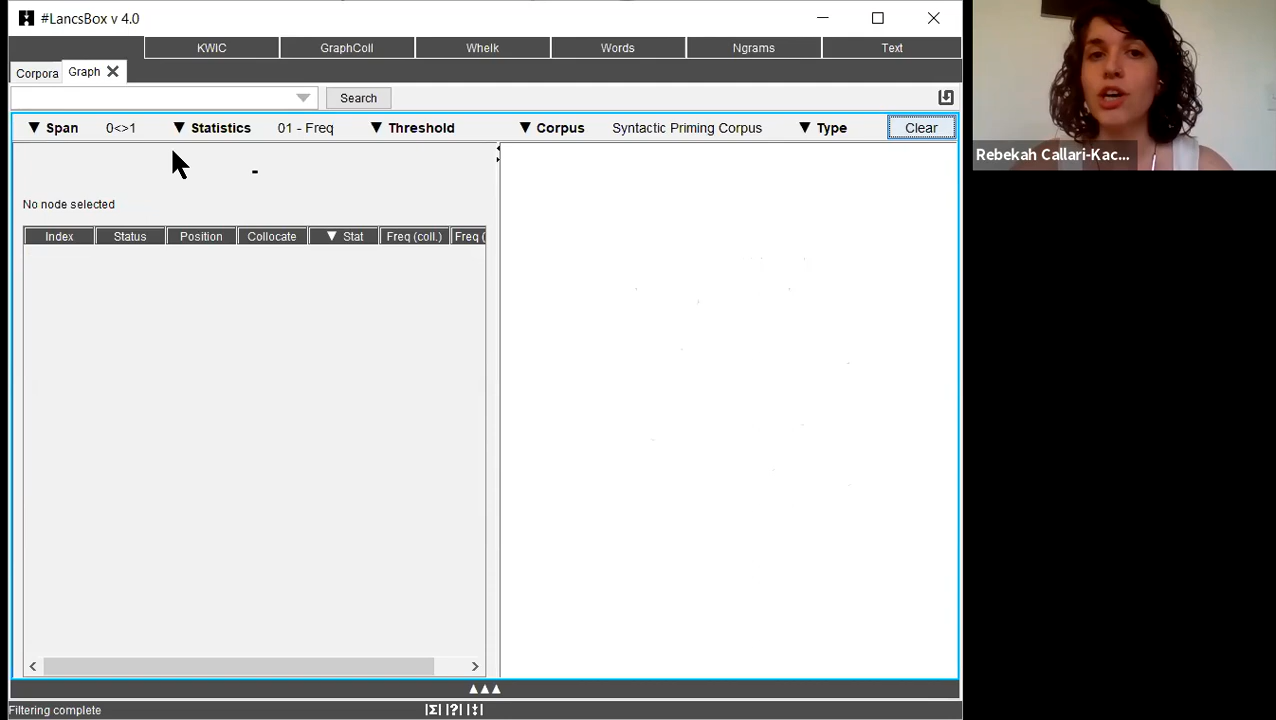 #LancsBox v 4.0
KWIC GraphColl Whelk Words Ngrams Text
Corpora Graph
Search
▼ Span 0<>1 ▼ Statistics 01 - Freq ▼ Threshold ▼ Corpus Syntactic Priming Corpus ▼ Type Clear
-
No node selected
Index Status Position Collocate ▼ Stat Freq (coll.) Freq (
Filtering complete
Rebekah Callari-Kac...